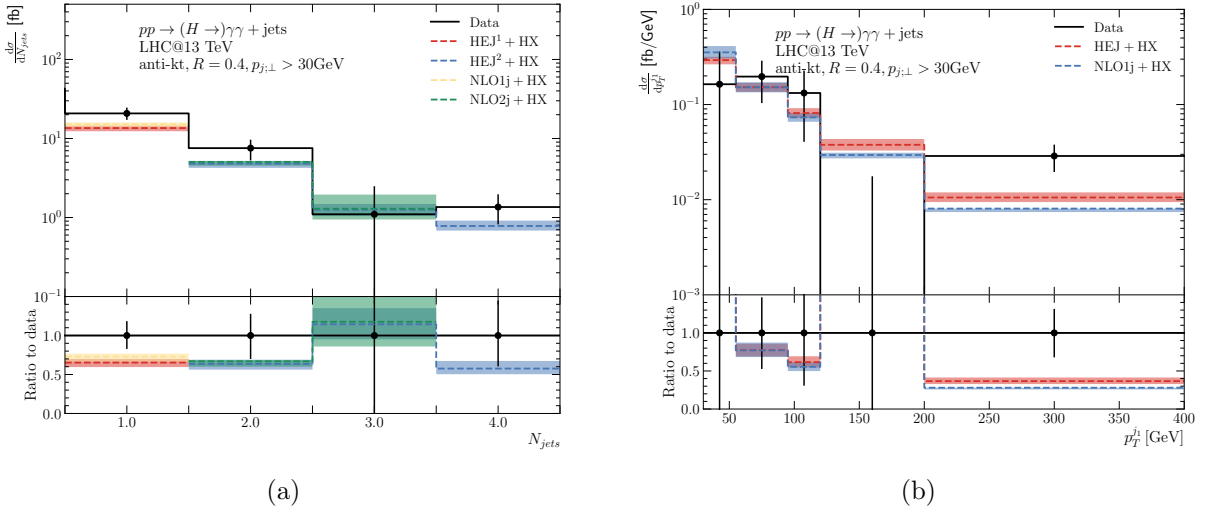 dσ/dN_jets [fb]
pp → (H →)γγ + jets
LHC@13 TeV
anti-kt, R = 0.4, p_{j;⊥} > 30GeV
Data
HEJ¹ + HX
HEJ² + HX
NLO1j + HX
NLO2j + HX
10²
10¹
10⁰
10⁻¹
Ratio to data
1.0
0.5
0.0
1.0 2.0 3.0 4.0
N_jets
(a)
dσ/dp_T^{j₁} [fb/GeV]
pp → (H →)γγ + jets
LHC@13 TeV
anti-kt, R = 0.4, p_{j;⊥} > 30GeV
Data
HEJ + HX
NLO1j + HX
10⁰
10⁻¹
10⁻²
10⁻³
Ratio to data
1.0
0.5
0.0
50 100 150 200 250 300 350 400
p_T^{j₁} [GeV]
(b)